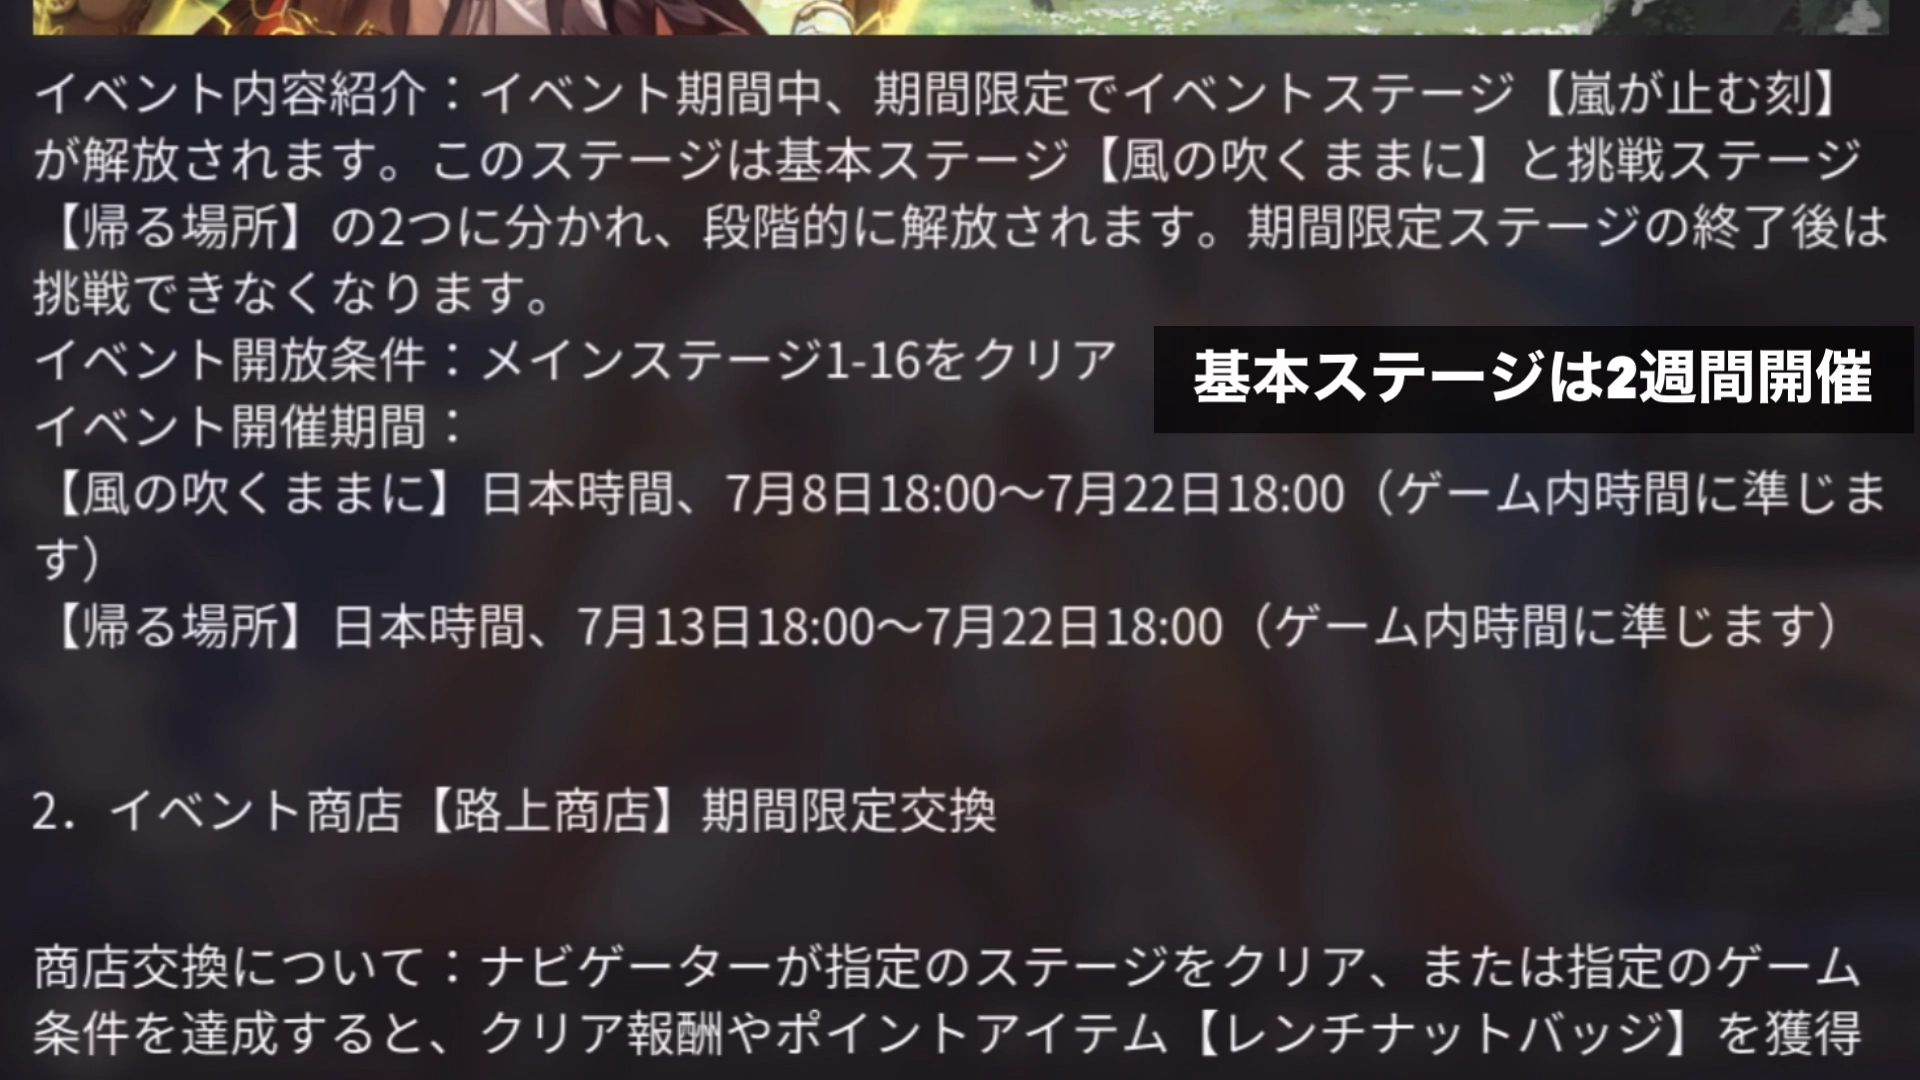 イベント内容紹介：イベント期間中、期間限定でイベントステージ【嵐が止む刻】
が解放されます。このステージは基本ステージ【風の吹くままに】と挑戦ステージ
【帰る場所】の2つに分かれ、段階的に解放されます。期間限定ステージの終了後は
挑戦できなくなります。
イベント開放条件：メインステージ1-16をクリア
基本ステージは2週間開催
イベント開催期間：
【風の吹くままに】日本時間、7月8日18:00～7月22日18:00（ゲーム内時間に準じま
す）
【帰る場所】日本時間、7月13日18:00～7月22日18:00（ゲーム内時間に準じます）
2．イベント商店【路上商店】期間限定交換
商店交換について：ナビゲーターが指定のステージをクリア、または指定のゲーム
条件を達成すると、クリア報酬やポイントアイテム【レンチナットバッジ】を獲得